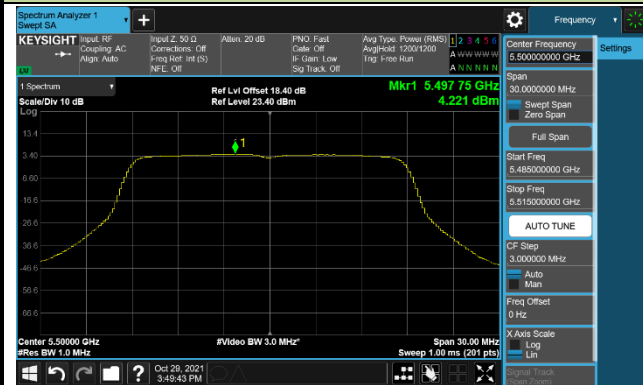 Spectrum Analyzer 1
Swept SA
+
Frequency
KEYSIGHT
Input: RF
Coupling: AC
Align: Auto
Input Z: 50 Ω
Corrections: Off
Freq Ref: Int (S)
NFE: Off
Atten: 20 dB
PNO: Fast
Gate: Off
IF Gain: Low
Sig Track: Off
Avg Type: Power (RMS)
Avg|Hold: 1200/1200
Trig: Free Run
1 2 3 4 5 6
A W W W W W
A N N N N N
1 Spectrum
Scale/Div 10 dB
Log
Ref Lvl Offset 18.40 dB
Ref Level 23.40 dBm
Mkr1 5.497 75 GHz
4.221 dBm
13.4
3.40
-6.60
-16.6
-26.6
-36.6
-46.6
-56.6
-66.6
1
Center 5.50000 GHz
#Res BW 1.0 MHz
#Video BW 3.0 MHz*
Span 30.00 MHz
Sweep 1.00 ms (201 pts)
Oct 29, 2021
3:49:43 PM
Settings
Center Frequency
5.500000000 GHz
Span
30.0000000 MHz
Swept Span
Zero Span
Full Span
Start Freq
5.485000000 GHz
Stop Freq
5.515000000 GHz
AUTO TUNE
CF Step
3.000000 MHz
Auto
Man
Freq Offset
0 Hz
X Axis Scale
Log
Lin
Signal Track
(Span Zoom)